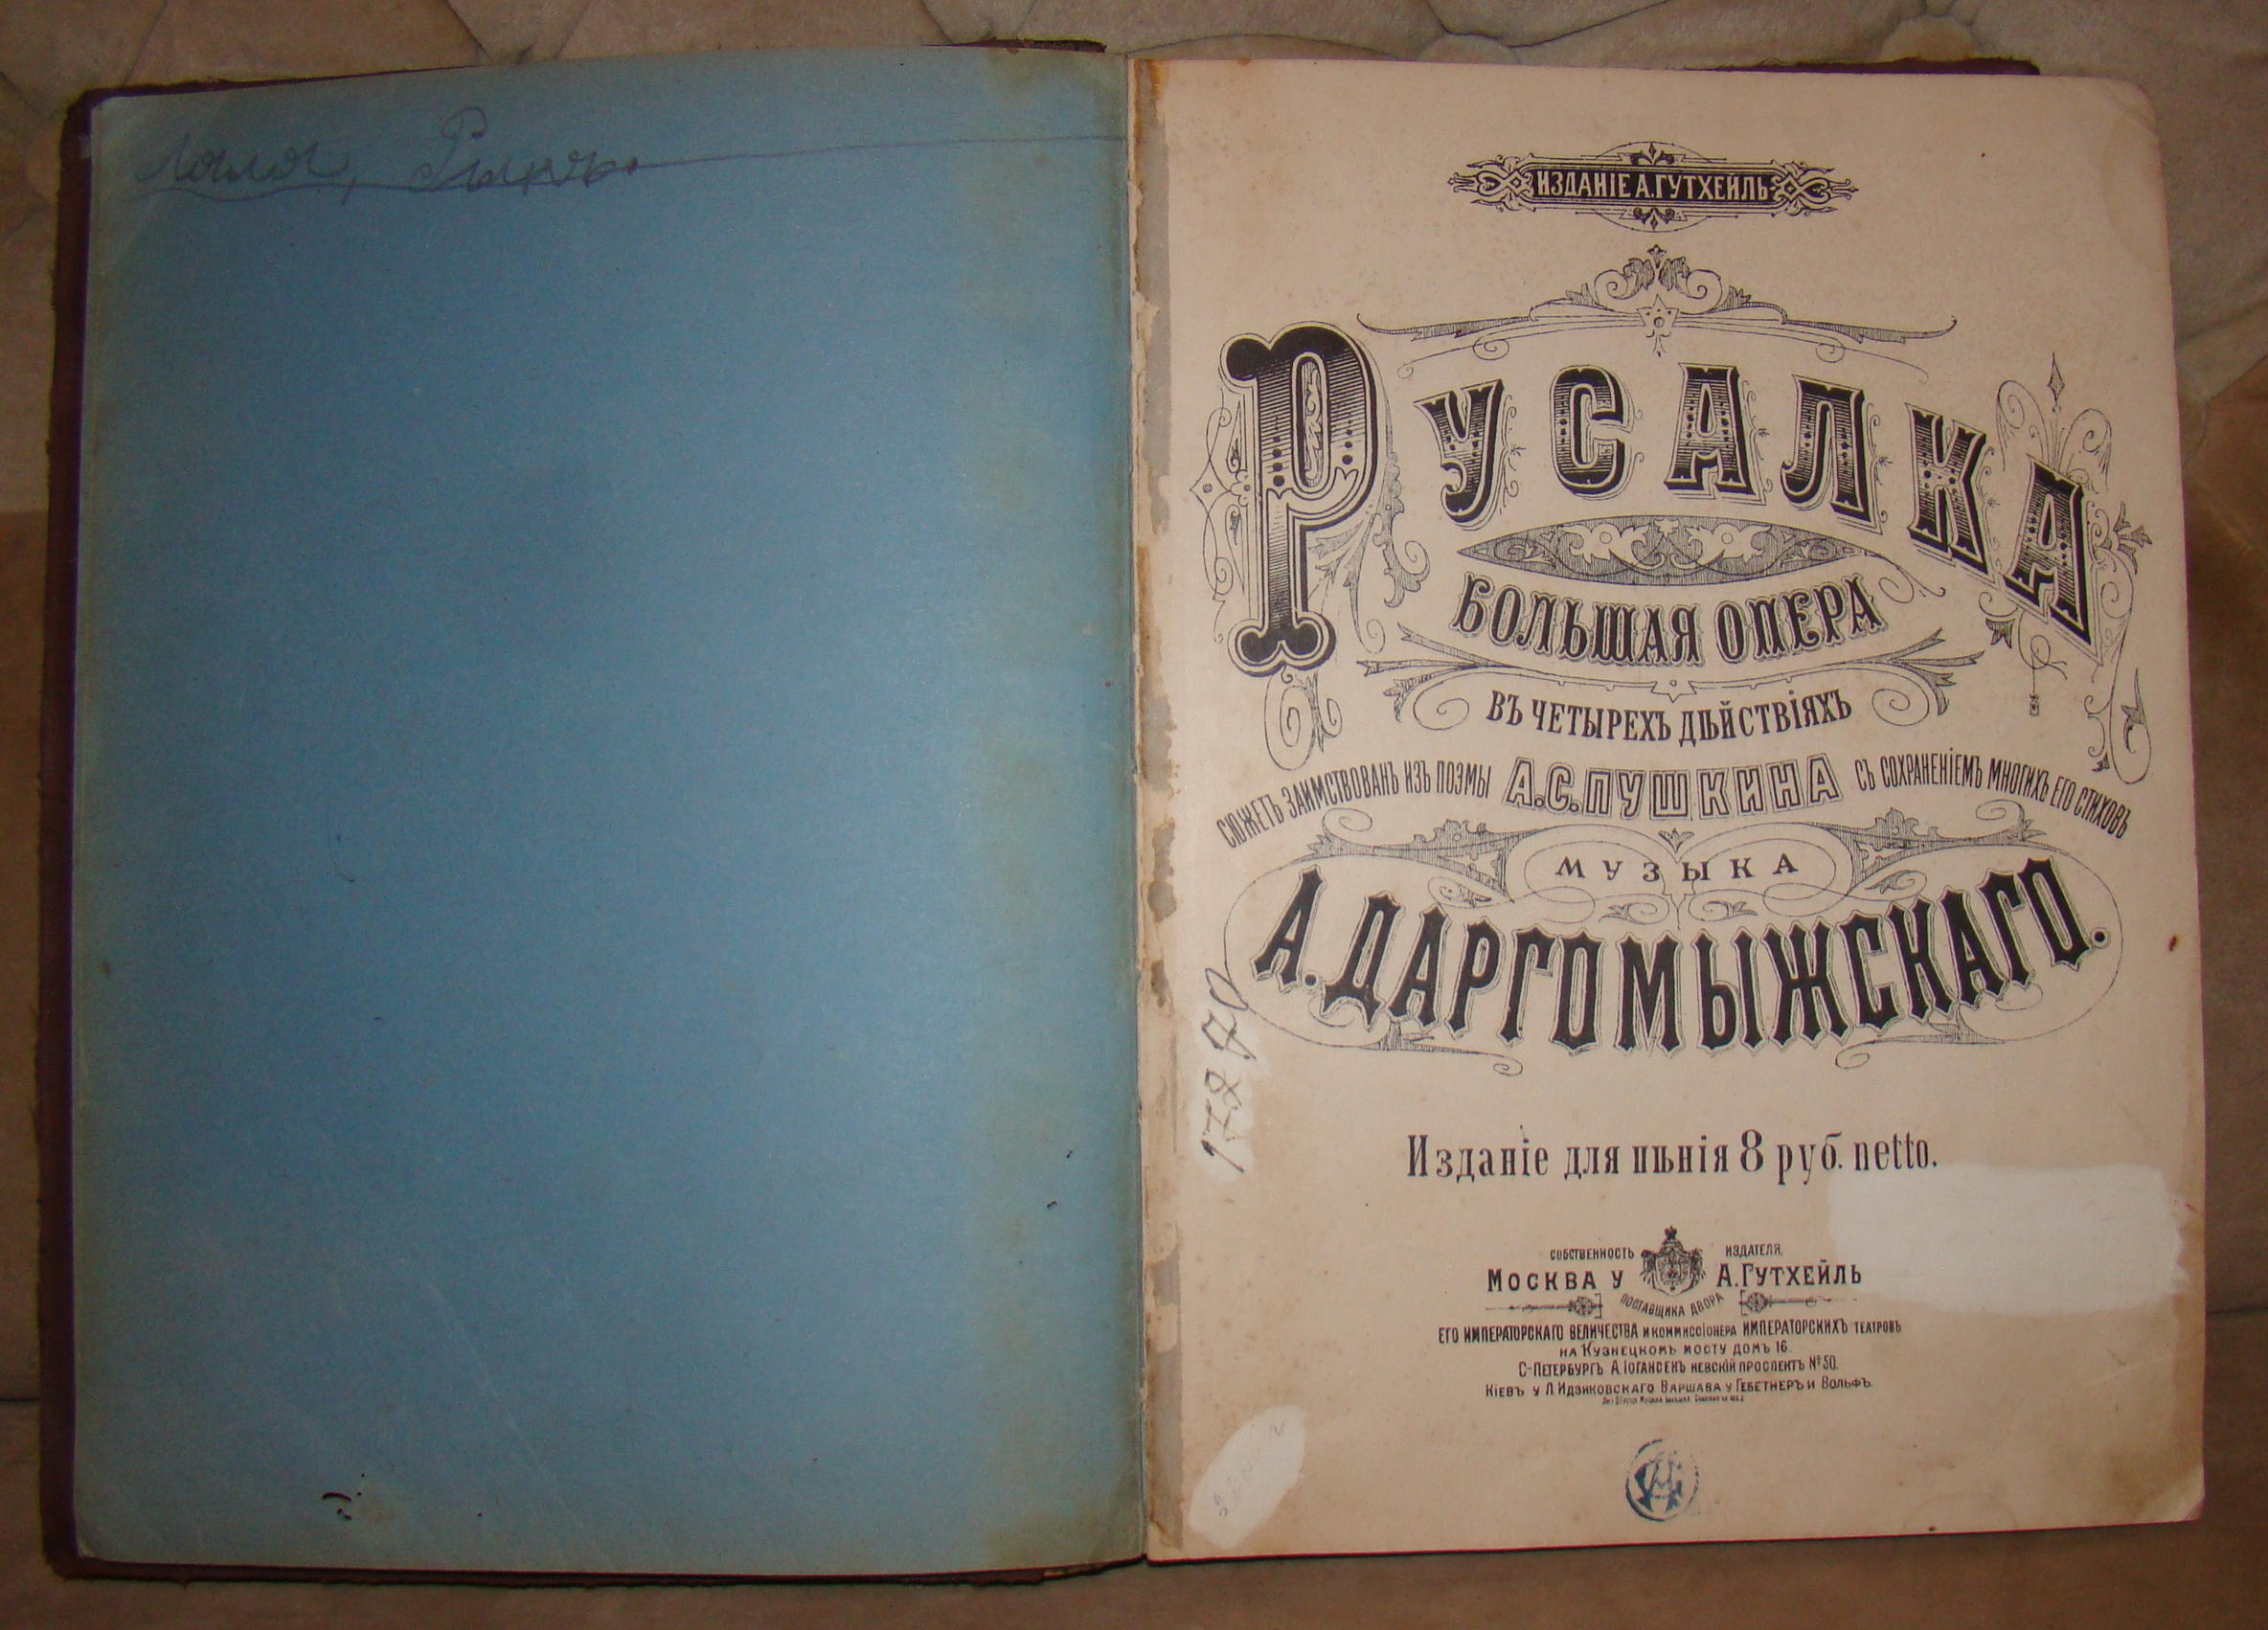 ИЗДАНІЕ А. ГУТХЕЙЛЬ
РУСАЛКА
БОЛЬШАЯ ОПЕРА
ВЪ ЧЕТЫРЕХЪ ДѢЙСТВІЯХЪ
СЮЖЕТЪ ЗАИМСТВОВАНЪ ИЗЪ ПОЭМЫ А.С.ПУШКИНА СЪ СОХРАНЕНІЕМЪ МНОГИХЪ ЕГО СТИХОВЪ
МУЗЫКА
А. ДАРГОМЫЖСКАГО.
Изданіе для пѣнія 8 руб. netto.
СОБСТВЕННОСТЬ ИЗДАТЕЛЯ.
МОСКВА У А.ГУТХЕЙЛЬ
ПОСТАВЩИКА ДВОРА
ЕГО ИМПЕРАТОРСКАГО ВЕЛИЧЕСТВА И КОММИССІОНЕРА ИМПЕРАТОРСКИХЪ ТЕАТРОВЪ
НА КУЗНЕЦКОМЪ МОСТУ ДОМЪ 16.
С-ПЕТЕРБУРГЪ А.ІОГАНСЕНЪ НЕВСКІЙ ПРОСПЕКТЪ №50.
КІЕВЪ У Л.ИДЗИКОВСКАГО ВАРШАВА У ГЕБЕТНЕРЪ И ВОЛЬФЪ.